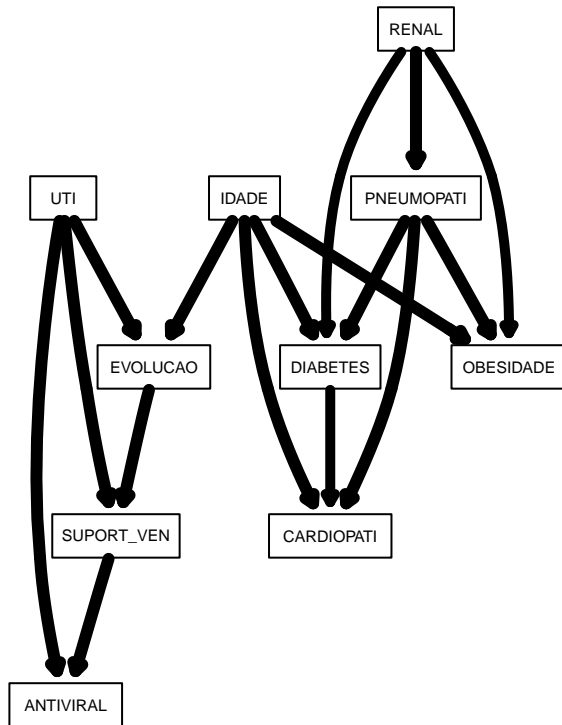 RENAL
UTI
IDADE
PNEUMOPATI
EVOLUCAO
DIABETES
OBESIDADE
SUPORT_VEN
CARDIOPATI
ANTIVIRAL